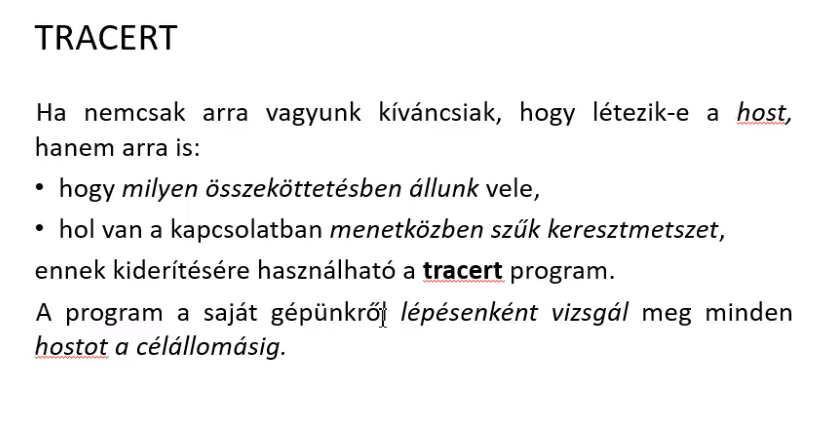 TRACERT
Ha nemcsak arra vagyunk kíváncsiak, hogy létezik-e a host,
hanem arra is:
• hogy milyen összeköttetésben állunk vele,
• hol van a kapcsolatban menetközben szűk keresztmetszet,
ennek kiderítésére használható a tracert program.
A program a saját gépünkről lépésenként vizsgál meg minden
hostot a célállomásig.